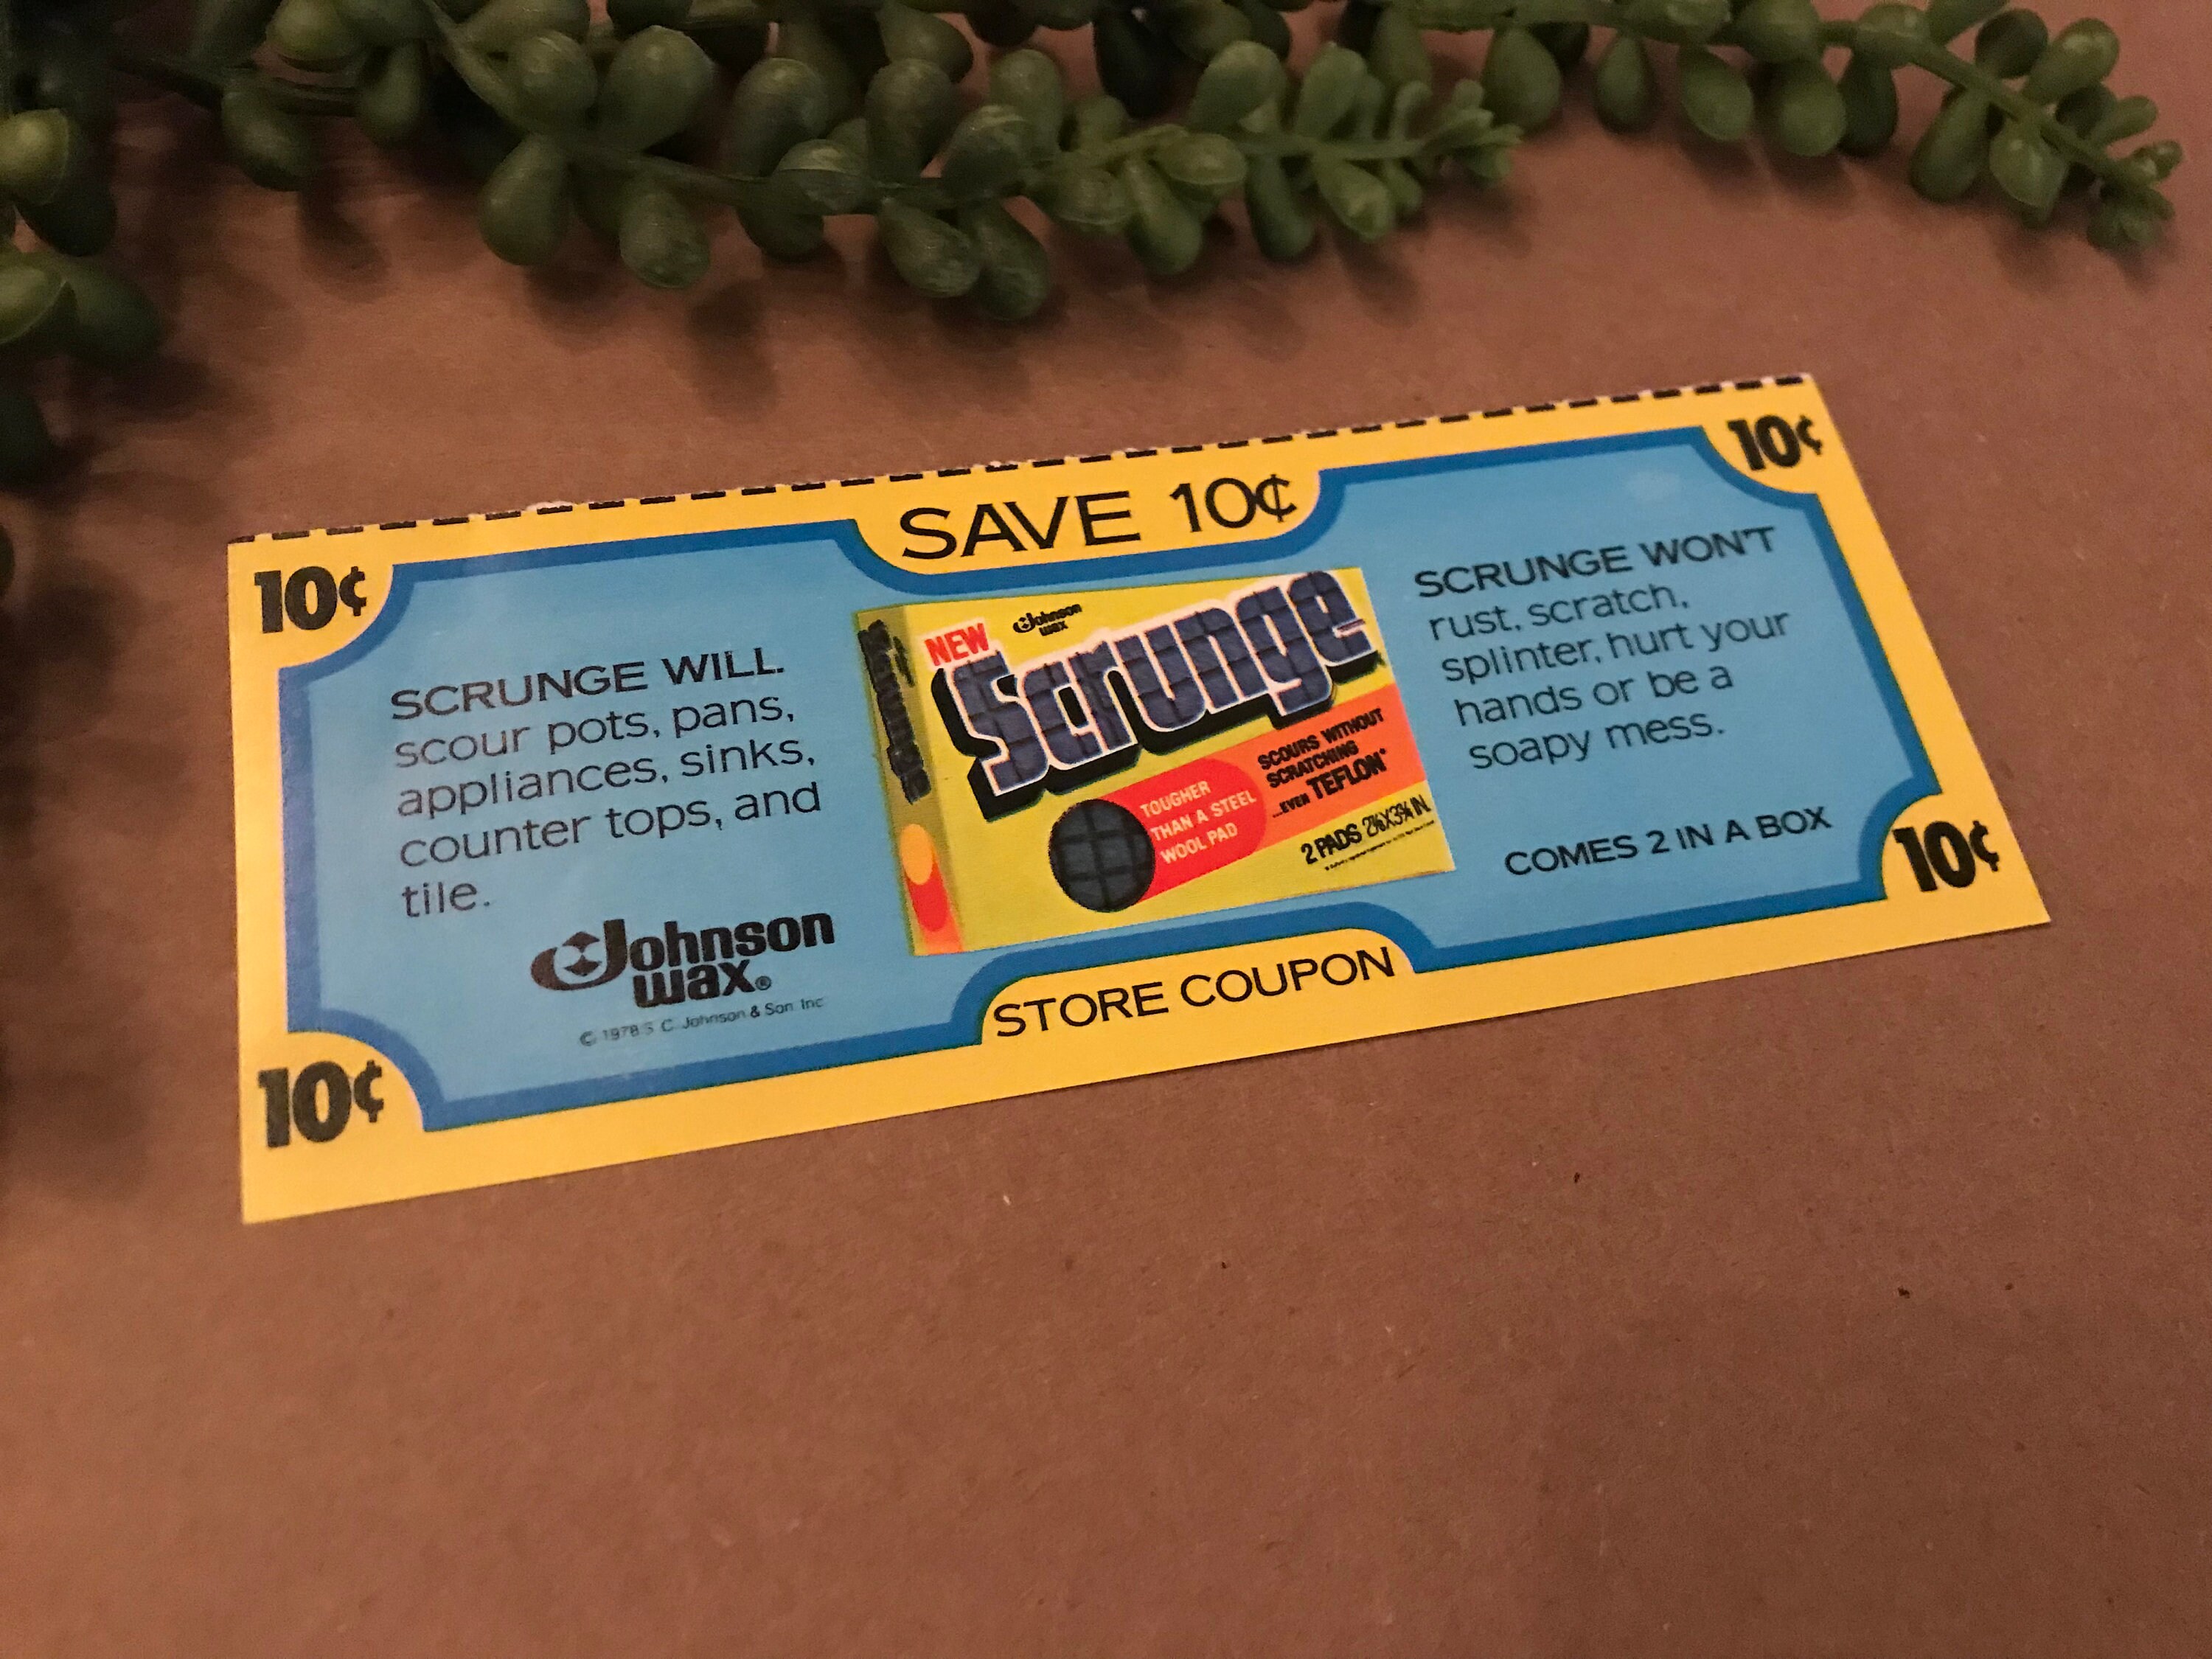 SAVE 10¢
10¢
10¢
SCRUNGE WILL
scour pots, pans,
appliances, sinks,
counter tops, and
tile.
Johnson
wax®
© 1978 S. C. Johnson & Son. Inc
10¢
Scrunge
NEW
Johnson
wax
Scrunge
SCOURS WITHOUT
SCRATCHING
...EVEN TEFLON*
TOUGHER
THAN A STEEL
WOOL PAD
2 PADS
SCRUNGE WON'T
rust, scratch,
splinter, hurt your
hands or be a
soapy mess.
COMES 2 IN A BOX
10¢
STORE COUPON